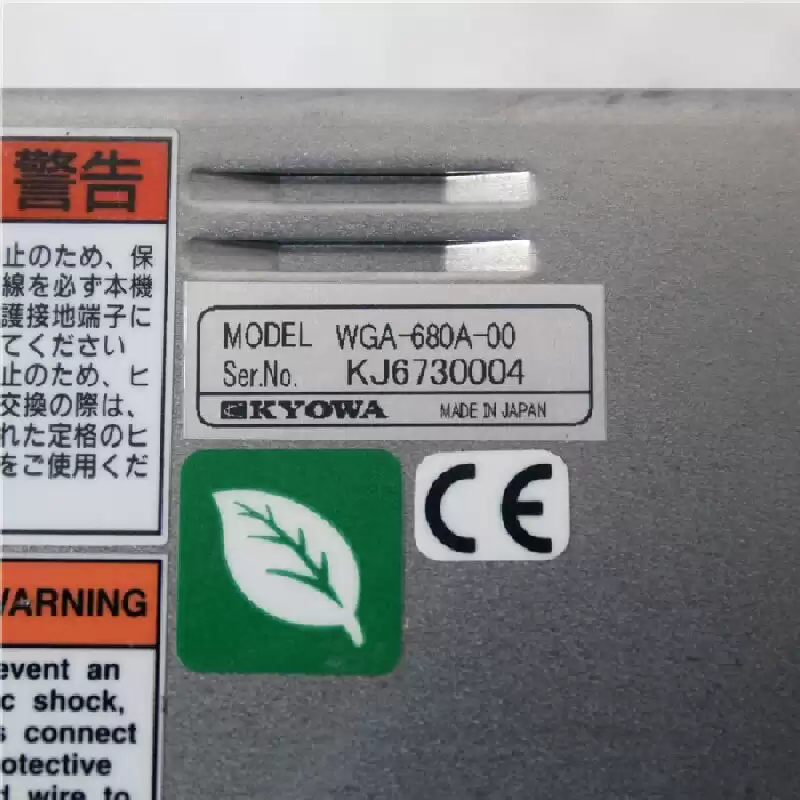 警告
止のため、保
線を必ず本機
護接地端子に
てください
止のため、ヒ
交換の際は、
れた定格のヒ
をご使用くだ
MODEL WGA-680A-00
Ser.No. KJ6730004
KYOWA MADE IN JAPAN
CE
WARNING
event an
c shock,
s connect
otective
d wire to